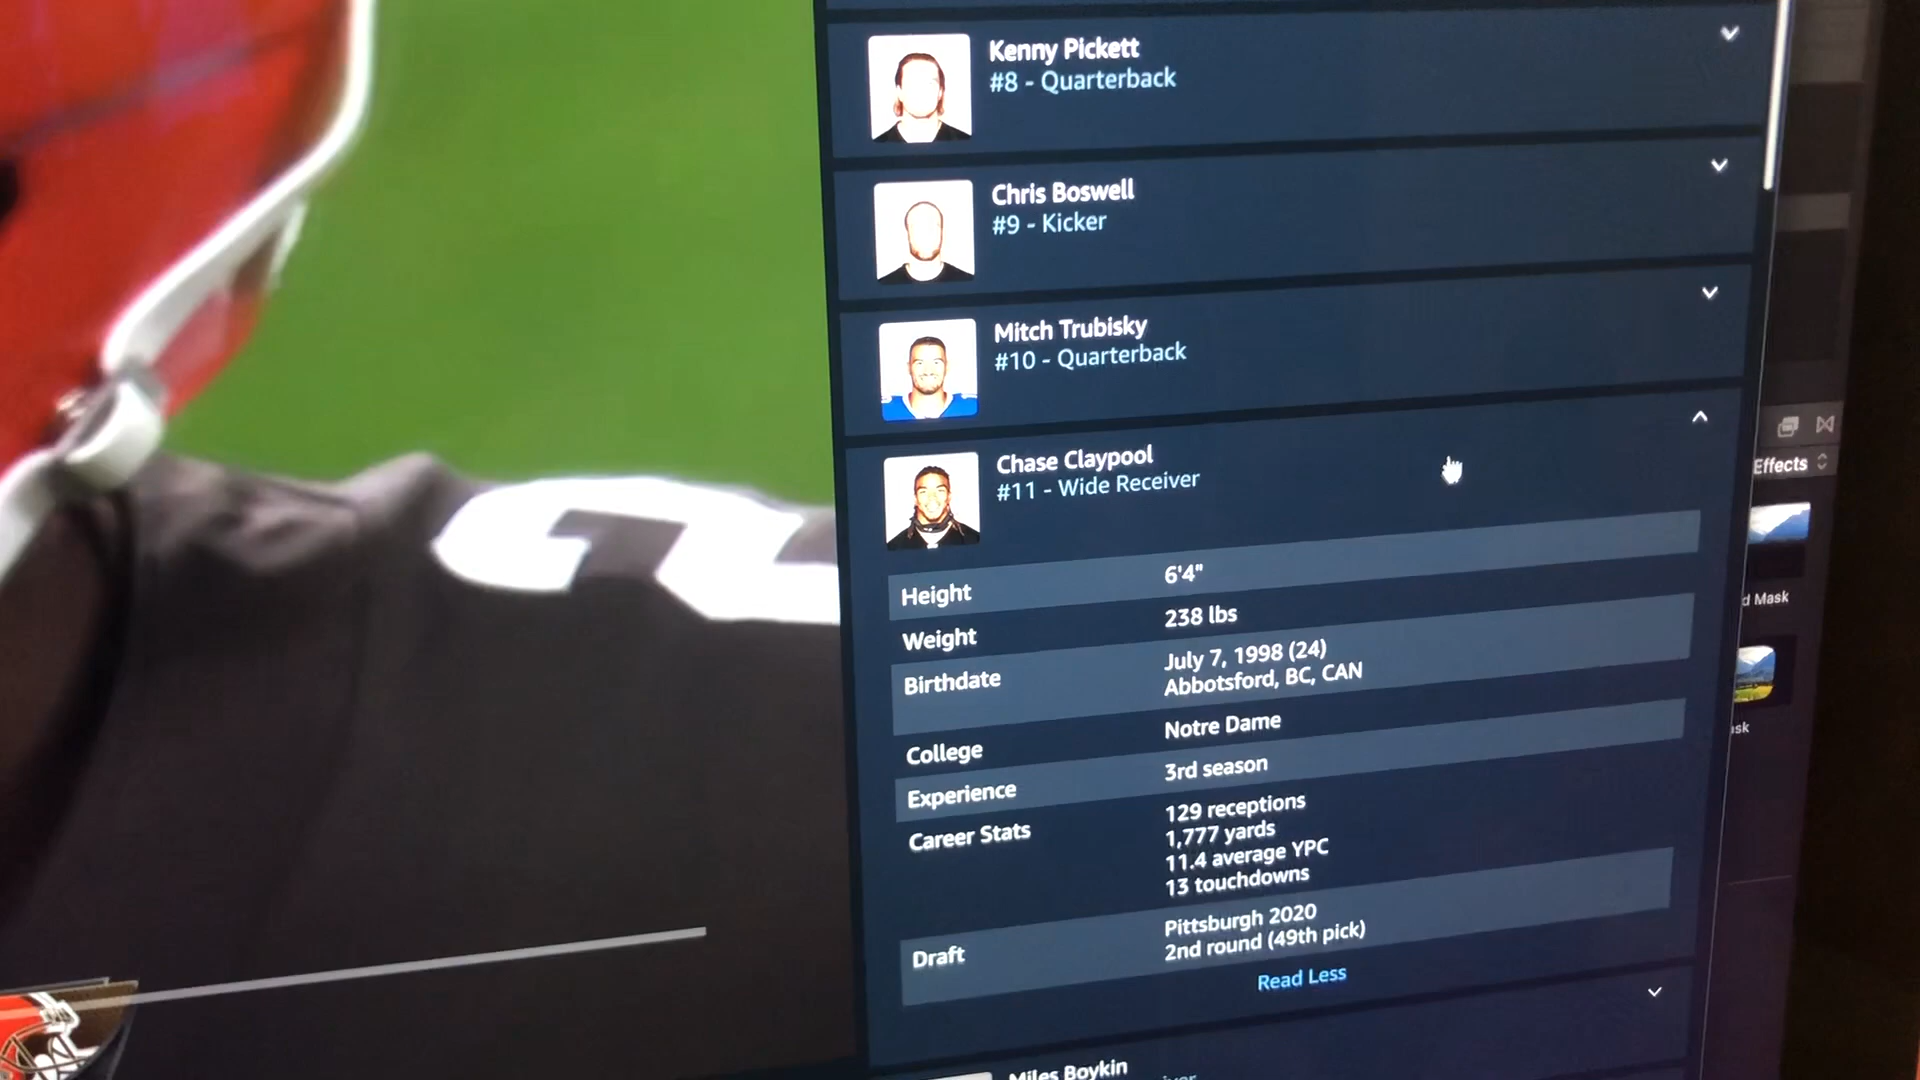 Kenny Pickett
#8 - Quarterback
Chris Boswell
#9 - Kicker
Mitch Trubisky
#10 - Quarterback
Chase Claypool
#11 - Wide Receiver
Height 6'4"
Weight 238 lbs
Birthdate July 7, 1998 (24)
Abbotsford, BC, CAN
College Notre Dame
Experience 3rd season
Career Stats 129 receptions
1,777 yards
11.4 average YPC
13 touchdowns
Draft Pittsburgh 2020
2nd round (49th pick)
Read Less
Miles Boykin
Effects
Mask